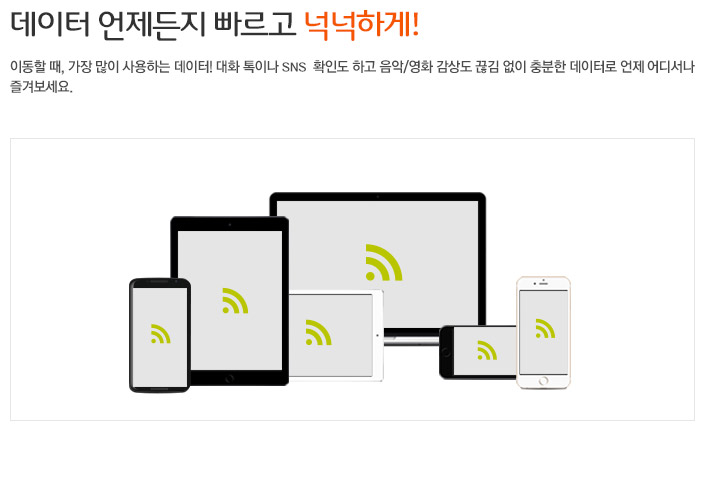 데이터 언제든지 빠르고 넉넉하게!
이동할 때, 가장 많이 사용하는 데이터! 대화 톡이나 SNS 확인도 하고 음악/영화 감상도 끊김 없이 충분한 데이터로 언제 어디서나
즐겨보세요.